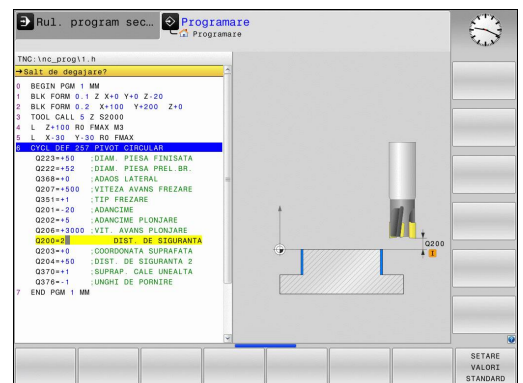 Rul. program sec... Programare
Programare
TNC:\nc_prog\1.h
→Salt de degajare?
0 BEGIN PGM 1 MM
1 BLK FORM 0.1 Z X+0 Y+0 Z-20
2 BLK FORM 0.2 X+100 Y+200 Z+0
3 TOOL CALL 5 Z S2000
4 L Z+100 R0 FMAX M3
5 L X-30 Y-30 R0 FMAX
6 CYCL DEF 257 PIVOT CIRCULAR
Q223=+50 ;DIAM. PIESA FINISATA
Q222=+52 ;DIAM. PIESA PREL.BR.
Q368=+0 ;ADAOS LATERAL
Q207=+500 ;VITEZA AVANS FREZARE
Q351=+1 ;TIP FREZARE
Q201=-20 ;ADANCIME
Q202=+5 ;ADANCIME PLONJARE
Q206=+3000 ;VIT. AVANS PLONJARE
Q200=2 DIST. DE SIGURANTA
Q203=+0 ;COORDONATA SUPRAFATA
Q204=+50 ;DIST. DE SIGURANTA 2
Q370=+1 ;SUPRAP. CALE UNEALTA
Q376=-1 ;UNGHI DE PORNIRE
7 END PGM 1 MM
Q200
I
SETARE
VALORI
STANDARD